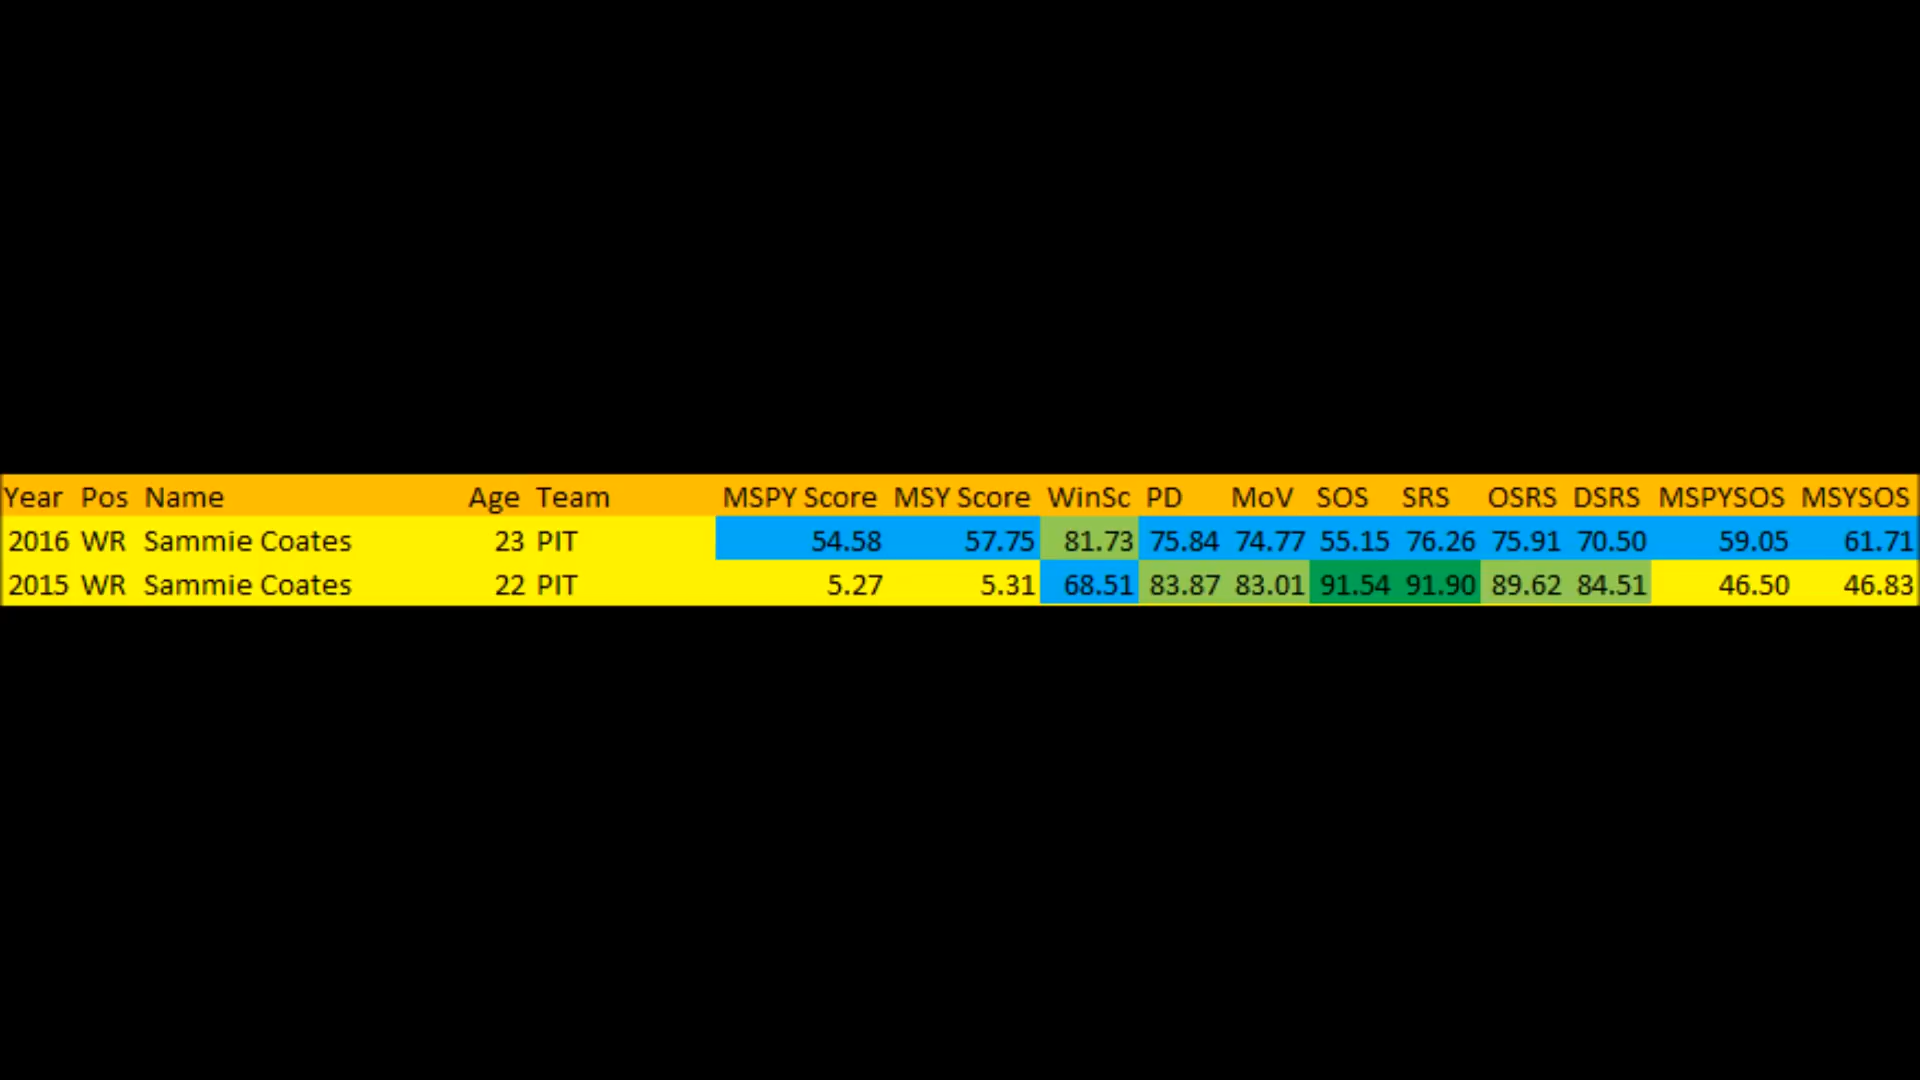 Year Pos Name Age Team MSPY Score MSY Score WinSc PD MoV SOS SRS OSRS DSRS MSPYSOS MSYSOS
2016 WR Sammie Coates 23 PIT 54.58 57.75 81.73 75.84 74.77 55.15 76.26 75.91 70.50 59.05 61.71
2015 WR Sammie Coates 22 PIT 5.27 5.31 68.51 83.87 83.01 91.54 91.90 89.62 84.51 46.50 46.83